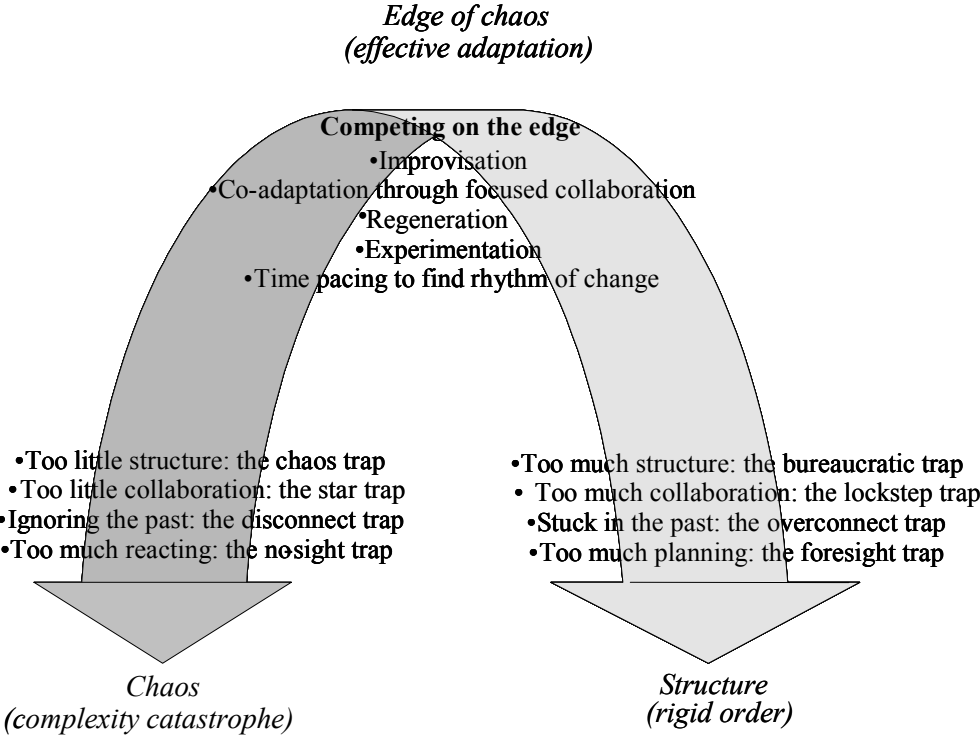 Edge of chaos
(effective adaptation)
Competing on the edge
•Improvisation
•Co-adaptation through focused collaboration
•Regeneration
•Experimentation
•Time pacing to find rhythm of change
•Too little structure: the chaos trap
• Too little collaboration: the star trap
•Ignoring the past: the disconnect trap
•Too much reacting: the no-sight trap
•Too much structure: the bureaucratic trap
• Too much collaboration: the lockstep trap
•Stuck in the past: the overconnect trap
•Too much planning: the foresight trap
Chaos
(complexity catastrophe)
Structure
(rigid order)